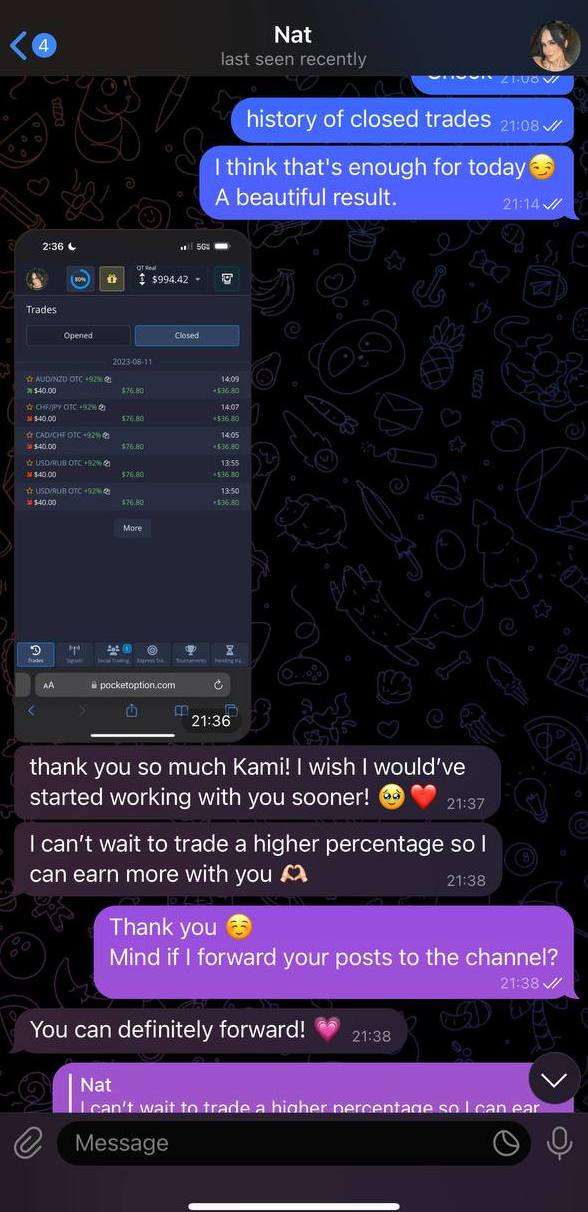 4
Nat
last seen recently
21:08
history of closed trades 21:08
I think that's enough for today😏
A beautiful result. 21:14
2:36
5G
80%
QT Real
$994.42
Trades
Opened Closed
2023-08-11
AUD/NZD OTC +92% 14:09
$40.00 $76.80 +$36.80
CHF/JPY OTC +92% 14:07
$40.00 $76.80 +$36.80
CAD/CHF OTC +92% 14:05
$40.00 $76.80 +$36.80
USD/RUB OTC +92% 13:55
$40.00 $76.80 +$36.80
USD/RUB OTC +92% 13:50
$40.00 $76.80 +$36.80
More
1
Trades Signals Social Trading Express Tra... Tournaments Pending tra...
AA pocketoption.com
21:36
thank you so much Kami! I wish I would've
started working with you sooner! 🥹❤️ 21:37
I can't wait to trade a higher percentage so I
can earn more with you 🫶🏻 21:38
Thank you ☺️
Mind if I forward your posts to the channel?
21:38
You can definitely forward! 💗 21:38
Nat
I can't wait to trade a higher percentage so I can ear
Message